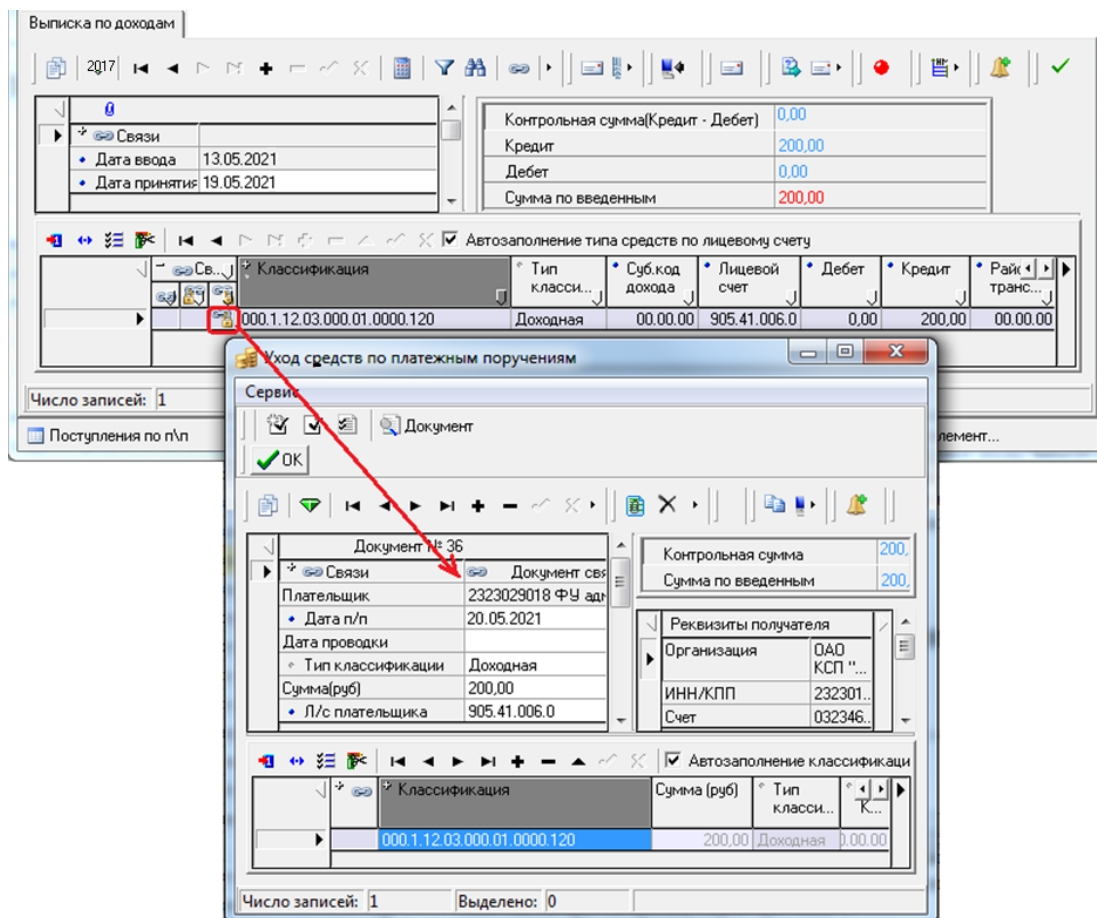 Выписка по доходам
2017
Контрольная сумма(Кредит - Дебет) 0,00
Связи
Кредит 200,00
Дата ввода 13.05.2021
Дебет 0,00
Дата принятия 19.05.2021
Сумма по введенным 200,00
Автозаполнение типа средств по лицевому счету
Св... Классификация Тип класси... Суб.код дохода Лицевой счет Дебет Кредит Райо транс...
000.1.12.03.000.01.0000.120 Доходная 00.00.00 905.41.006.0 0,00 200,00 00.00.00
Число записей: 1
Поступления по п\п
лемент...
Уход средств по платежным поручениям
Сервис
Документ
OK
Документ № 36
Связи Документ свя
Плательщик 2323029018 ФУ адм
Дата п/п 20.05.2021
Дата проводки
Тип классификации Доходная
Сумма(руб) 200,00
Л/с плательщика 905.41.006.0
Контрольная сумма 200,
Сумма по введенным 200,
Реквизиты получателя
Организация ОАО
КСП "...
ИНН/КПП 232301..
Счет 032346..
Автозаполнение классификаци
Классификация Сумма (руб) Тип класси... К...
000.1.12.03.000.01.0000.120 200,00 Доходная 0.00.00
Число записей: 1 Выделено: 0